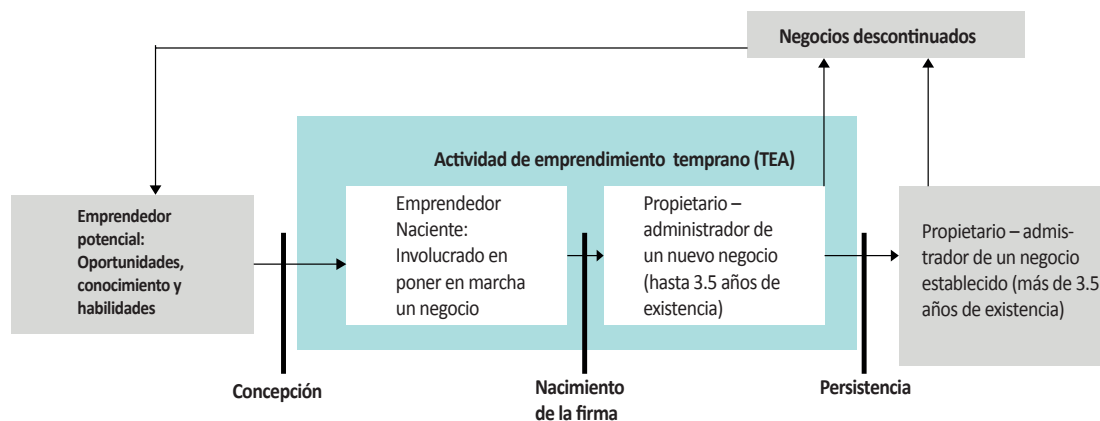 Negocios descontinuados
Actividad de emprendimiento temprano (TEA)
Emprendedor
potencial:
Oportunidades,
conocimiento y
habilidades
Emprendedor
Naciente:
Involucrado en
poner en marcha
un negocio
Propietario –
administrador de
un nuevo negocio
(hasta 3.5 años de
existencia)
Propietario – admis-
trador de un negocio
establecido (más de 3.5
años de existencia)
Concepción
Nacimiento
de la firma
Persistencia